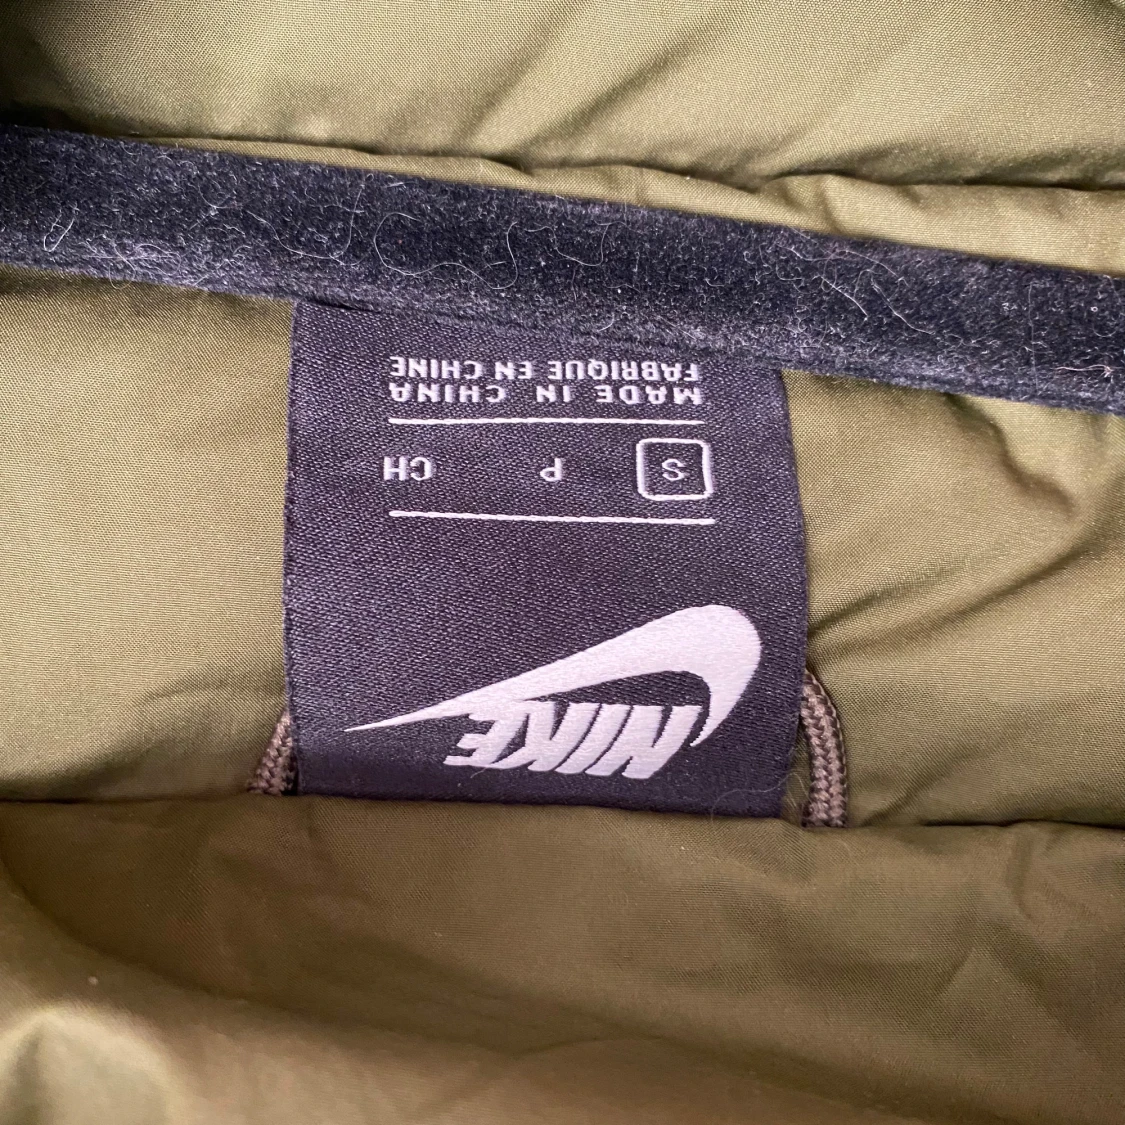 NIKE
S P CH
MADE IN CHINA
FABRIQUE EN CHINE